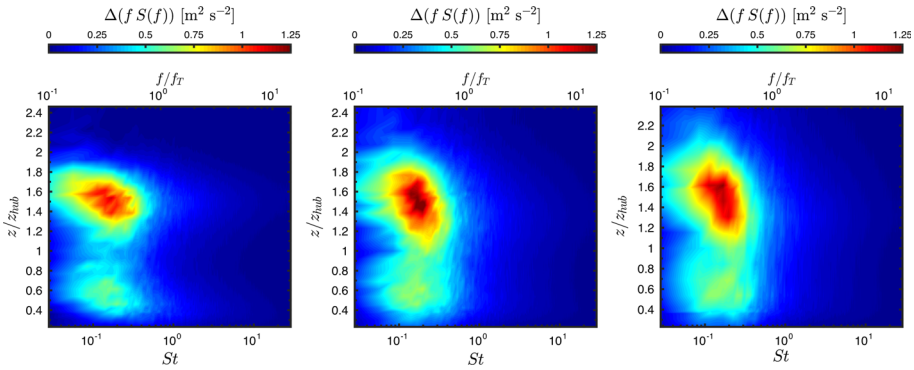 Δ(f S(f)) [m² s⁻²] Δ(f S(f)) [m² s⁻²] Δ(f S(f)) [m² s⁻²]
0 0.25 0.5 0.75 1 1.25 0 0.25 0.5 0.75 1 1.25 0 0.25 0.5 0.75 1 1.25
f/f_T f/f_T f/f_T
10⁻¹ 10⁰ 10¹ 10⁻¹ 10⁰ 10¹ 10⁻¹ 10⁰ 10¹
2.4 2.4
2.2 2.2 2.2
2 2 2
1.8 1.8 1.8
1.6 1.6 1.6
1.4 1.4 1.4
z/z_hub z/z_hub z/z_hub
1.2 1.2 1.2
1 1 1
0.8 0.8 0.8
0.6 0.6 0.6
0.4 0.4 0.4
10⁻¹ 10⁰ 10¹ 10⁻¹ 10⁰ 10¹ 10⁻¹ 10⁰ 10¹
St St St